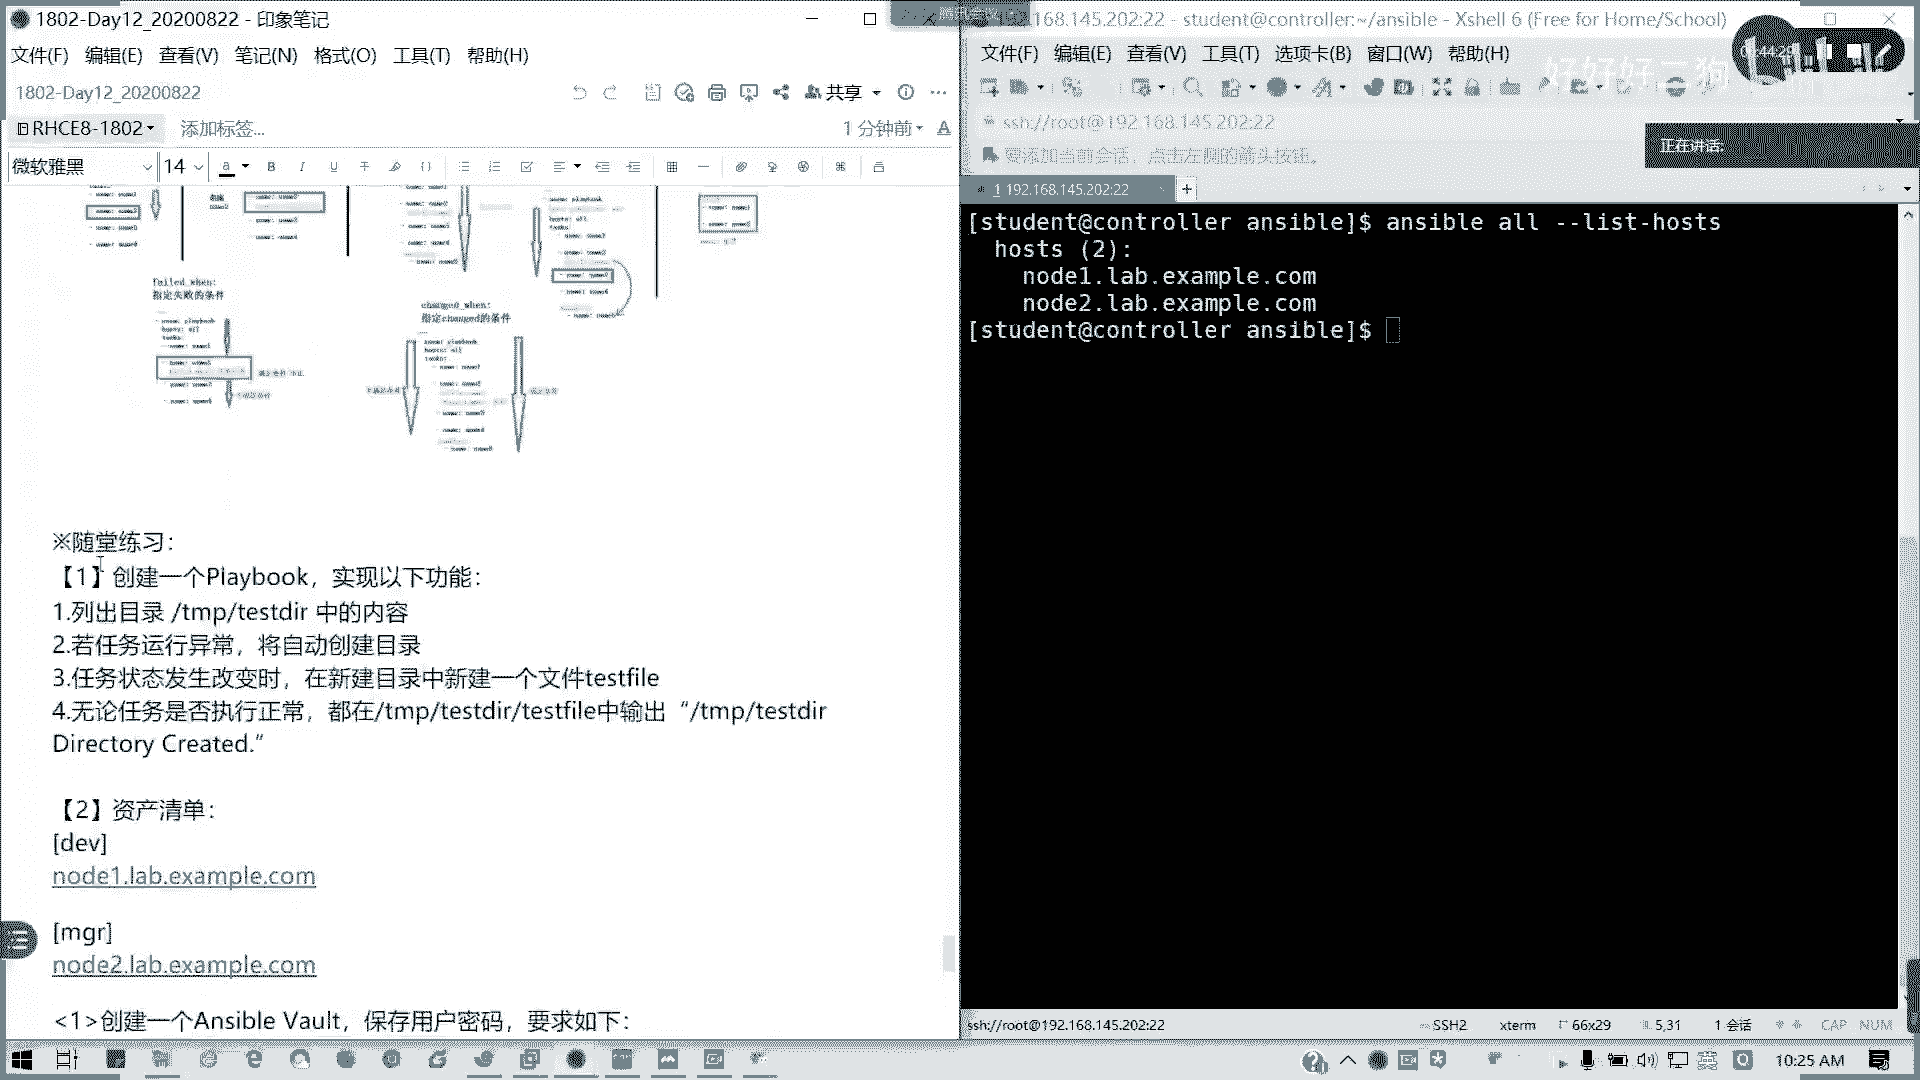 1802-Day12_20200822 - 印象笔记
文件(F) 编辑(E) 查看(V) 笔记(N) 格式(O) 工具(T) 帮助(H)
1802-Day12_20200822
共享
RHCE8-1802
添加标签...
1 分钟前
微软雅黑
14
failed_when:
指定失败的条件
changed_when:
指定changed的条件
※随堂练习：
【1】创建一个Playbook，实现以下功能：
1.列出目录 /tmp/testdir 中的内容
2.若任务运行异常，将自动创建目录
3.任务状态发生改变时，在新建目录中新建一个文件testfile
4.无论任务是否执行正常，都在/tmp/testdir/testfile中输出“/tmp/testdir
Directory Created.”
【2】资产清单：
[dev]
node1.lab.example.com
[mgr]
node2.lab.example.com
<1>创建一个Ansible Vault，保存用户密码，要求如下：
腾讯会议
192.168.145.202:22 - student@controller:~/ansible - Xshell 6 (Free for Home/School)
文件(F) 编辑(E) 查看(V) 工具(T) 选项卡(B) 窗口(W) 帮助(H)
好好好二狗
ssh://root@192.168.145.202:22
要添加当前会话，点击左侧的箭头按钮。
正在讲话:
1 192.168.145.202:22
[student@controller ansible]$ ansible all --list-hosts
hosts (2):
node1.lab.example.com
node2.lab.example.com
[student@controller ansible]$
ssh://root@192.168.145.202:22
SSH2
xterm
66x29
5,31
1 会话
CAP NUM
英
10:25 AM